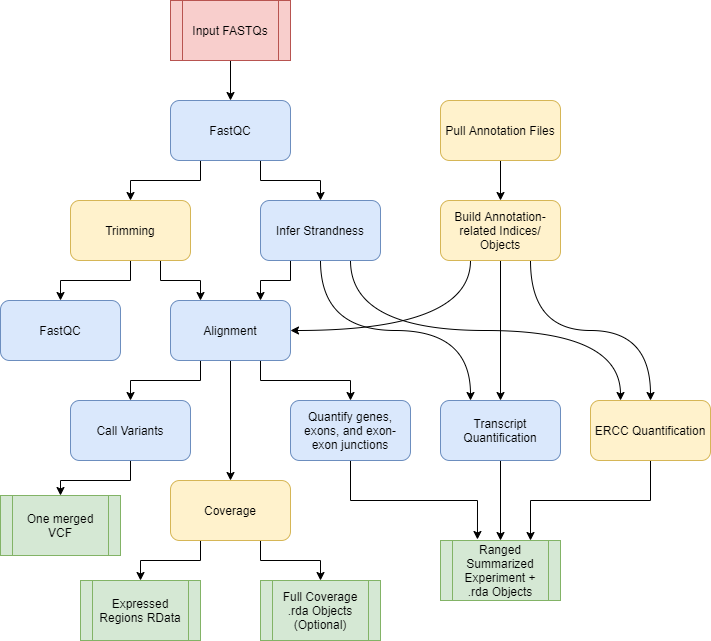 Input FASTQs
FastQC
Pull Annotation Files
Trimming
Infer Strandness
Build Annotation-
related Indices/
Objects
FastQC
Alignment
Call Variants
Quantify genes,
exons, and exon-
exon junctions
Transcript
Quantification
ERCC Quantification
One merged
VCF
Coverage
Ranged
Summarized
Experiment +
.rda Objects
Expressed
Regions RData
Full Coverage
.rda Objects
(Optional)